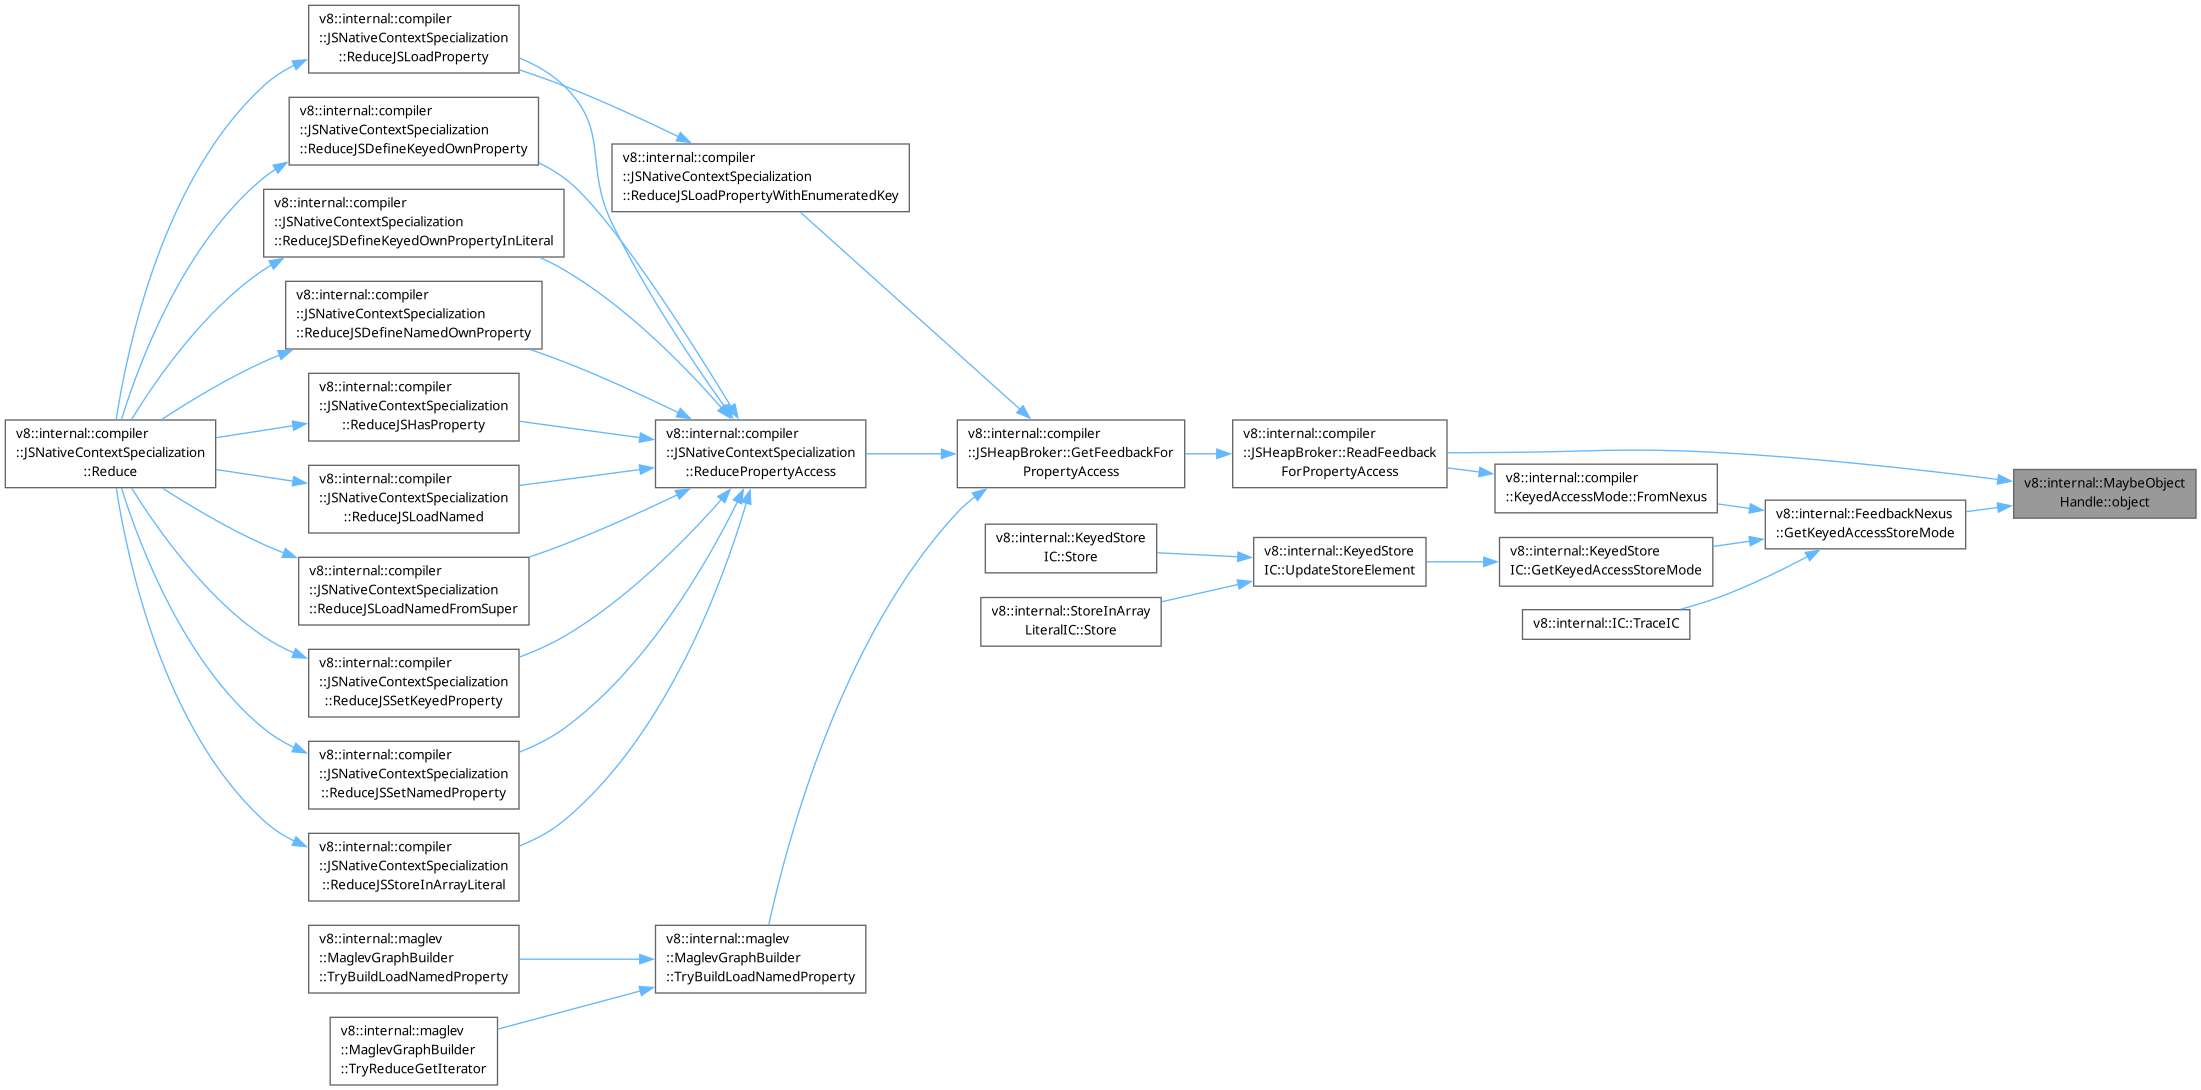 v8::internal::compiler
::JSNativeContextSpecialization
::ReduceJSLoadProperty
v8::internal::compiler
::JSNativeContextSpecialization
::ReduceJSDefineKeyedOwnProperty
v8::internal::compiler
::JSNativeContextSpecialization
::ReduceJSDefineKeyedOwnPropertyInLiteral
v8::internal::compiler
::JSNativeContextSpecialization
::ReduceJSDefineNamedOwnProperty
v8::internal::compiler
::JSNativeContextSpecialization
::ReduceJSHasProperty
v8::internal::compiler
::JSNativeContextSpecialization
::Reduce
v8::internal::compiler
::JSNativeContextSpecialization
::ReduceJSLoadNamed
v8::internal::compiler
::JSNativeContextSpecialization
::ReduceJSLoadNamedFromSuper
v8::internal::compiler
::JSNativeContextSpecialization
::ReduceJSSetKeyedProperty
v8::internal::compiler
::JSNativeContextSpecialization
::ReduceJSSetNamedProperty
v8::internal::compiler
::JSNativeContextSpecialization
::ReduceJSStoreInArrayLiteral
v8::internal::maglev
::MaglevGraphBuilder
::TryBuildLoadNamedProperty
v8::internal::maglev
::MaglevGraphBuilder
::TryReduceGetIterator
v8::internal::compiler
::JSNativeContextSpecialization
::ReduceJSLoadPropertyWithEnumeratedKey
v8::internal::compiler
::JSNativeContextSpecialization
::ReducePropertyAccess
v8::internal::maglev
::MaglevGraphBuilder
::TryBuildLoadNamedProperty
v8::internal::compiler
::JSHeapBroker::GetFeedbackFor
PropertyAccess
v8::internal::KeyedStore
IC::Store
v8::internal::StoreInArray
LiteralIC::Store
v8::internal::compiler
::JSHeapBroker::ReadFeedback
ForPropertyAccess
v8::internal::KeyedStore
IC::UpdateStoreElement
v8::internal::compiler
::KeyedAccessMode::FromNexus
v8::internal::KeyedStore
IC::GetKeyedAccessStoreMode
v8::internal::IC::TraceIC
v8::internal::FeedbackNexus
::GetKeyedAccessStoreMode
v8::internal::MaybeObject
Handle::object